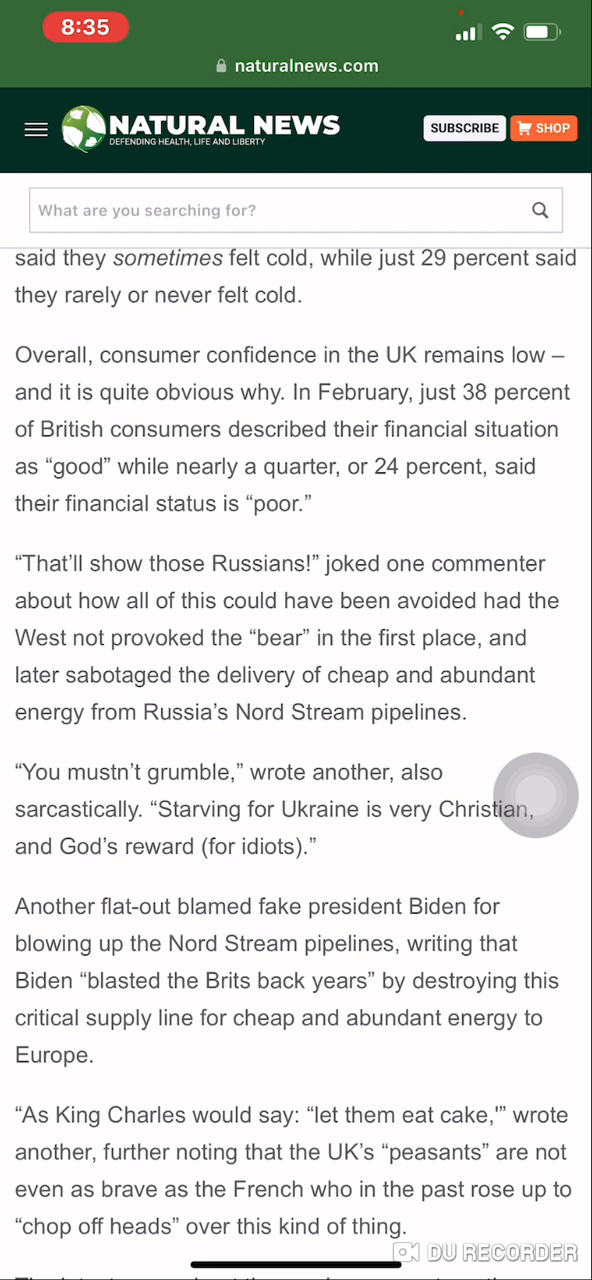 8:35
naturalnews.com
NATURAL NEWS
DEFENDING HEALTH, LIFE AND LIBERTY
SUBSCRIBE
SHOP
What are you searching for?
said they sometimes felt cold, while just 29 percent said
they rarely or never felt cold.
Overall, consumer confidence in the UK remains low –
and it is quite obvious why. In February, just 38 percent
of British consumers described their financial situation
as “good” while nearly a quarter, or 24 percent, said
their financial status is “poor.”
“That’ll show those Russians!” joked one commenter
about how all of this could have been avoided had the
West not provoked the “bear” in the first place, and
later sabotaged the delivery of cheap and abundant
energy from Russia’s Nord Stream pipelines.
“You mustn’t grumble,” wrote another, also
sarcastically. “Starving for Ukraine is very Christian,
and God’s reward (for idiots).”
Another flat-out blamed fake president Biden for
blowing up the Nord Stream pipelines, writing that
Biden “blasted the Brits back years” by destroying this
critical supply line for cheap and abundant energy to
Europe.
“As King Charles would say: “let them eat cake,'” wrote
another, further noting that the UK’s “peasants” are not
even as brave as the French who in the past rose up to
“chop off heads” over this kind of thing.
DU RECORDER